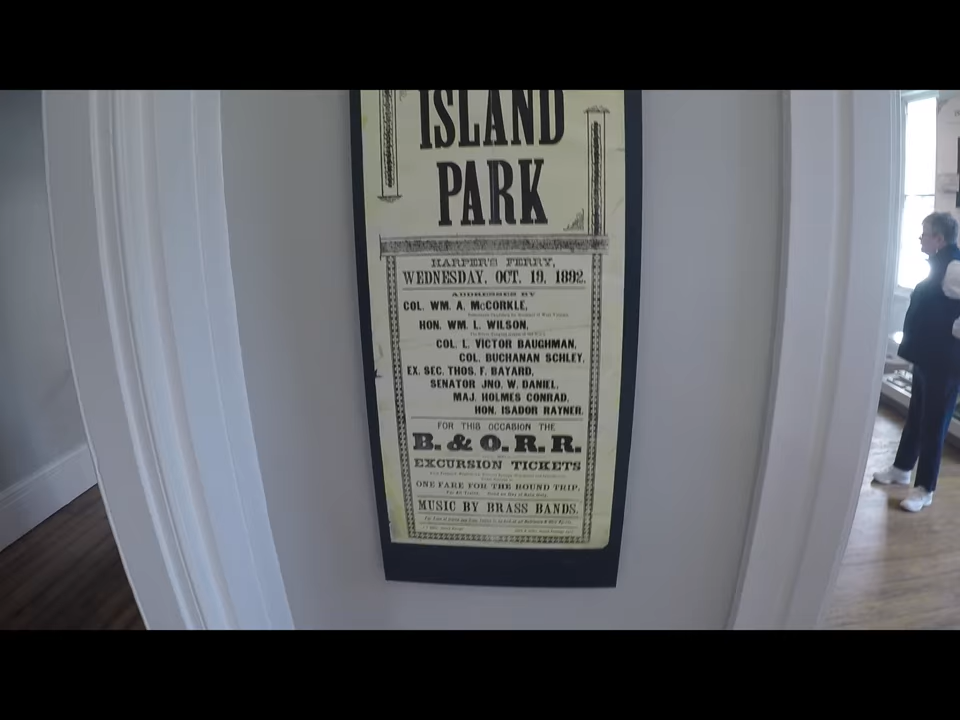 ISLAND
PARK
HARPER'S FERRY,
WEDNESDAY, OCT. 19, 1892.
ADDRESSES BY
COL. WM. A. McCORKLE,
HON. WM. L. WILSON,
COL. L. VICTOR BAUGHMAN,
COL. BUCHANAN SCHLEY,
EX. SEC. THOS. F. BAYARD,
SENATOR JNO. W. DANIEL,
MAJ. HOLMES CONRAD,
HON. ISADOR RAYNER.
FOR THIS OCCASION THE
B. & O. R. R.
EXCURSION TICKETS
ONE FARE FOR THE ROUND TRIP.
MUSIC BY BRASS BANDS.